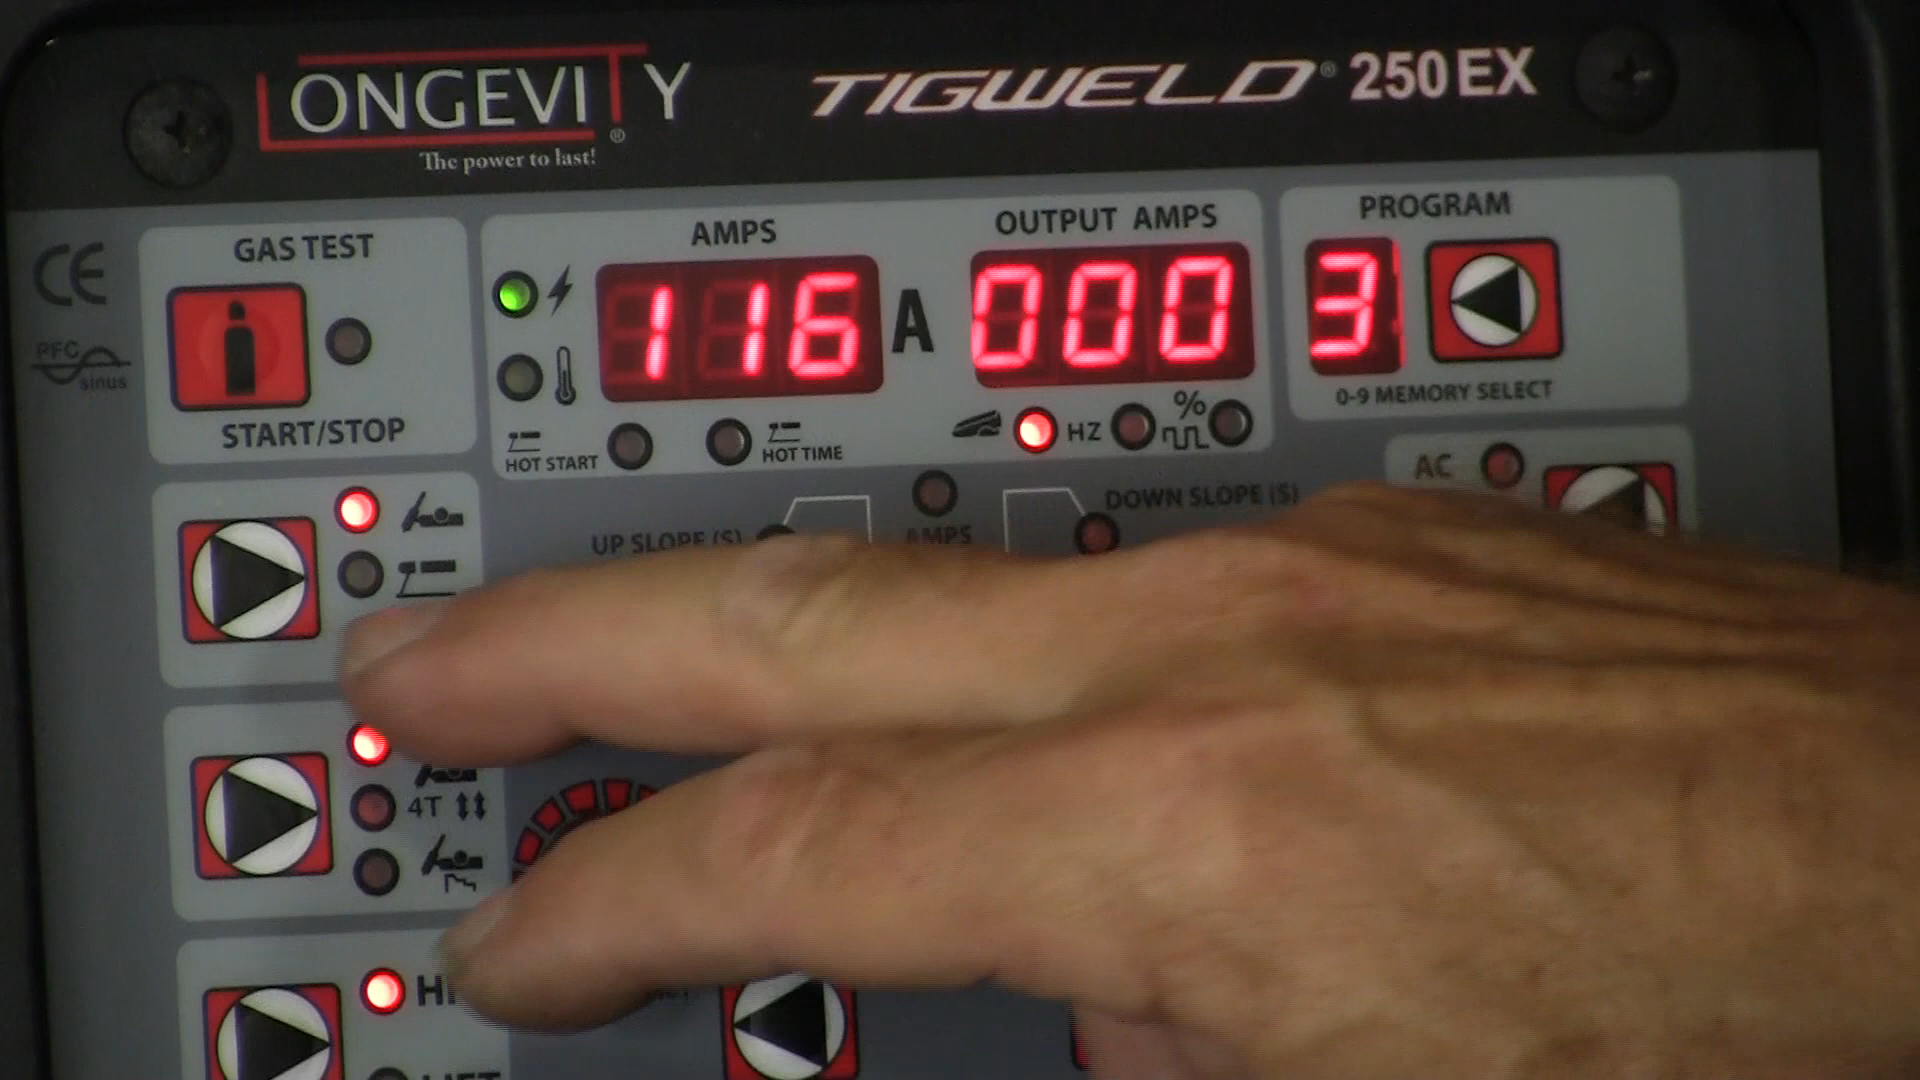 LONGEVITY®
The power to last!
TIGWELD® 250EX
CE
PFC
sinus
GAS TEST
START/STOP
AMPS
116 A
HOT START
HOT TIME
OUTPUT AMPS
000
HZ
%
PROGRAM
3
0-9 MEMORY SELECT
AC
UP SLOPE (S)
AMPS
DOWN SLOPE (S)
4T